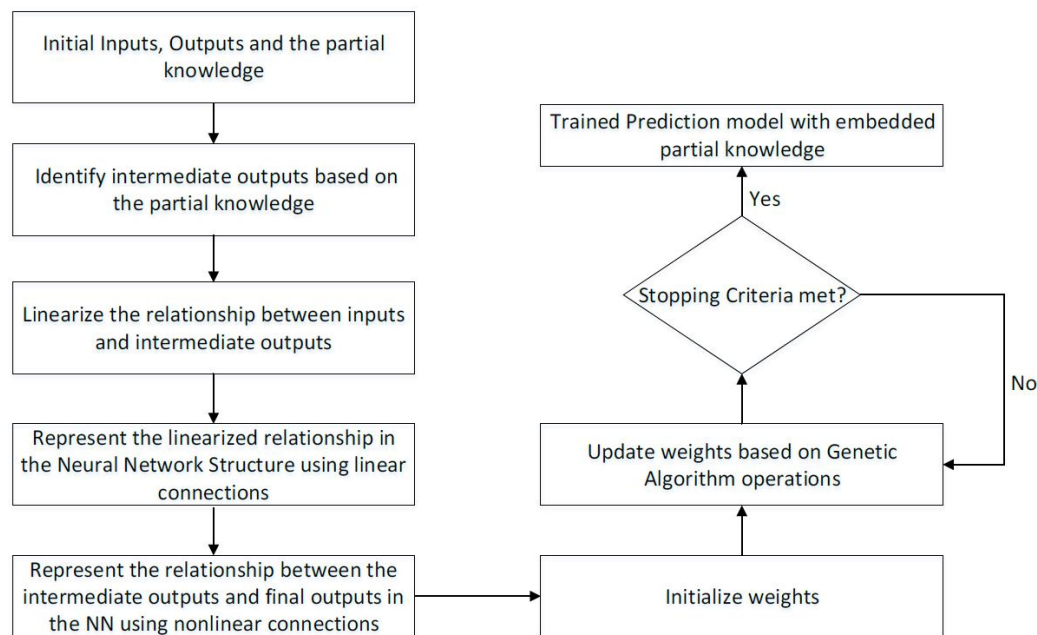 Initial Inputs, Outputs and the partial
knowledge
Identify intermediate outputs based on
the partial knowledge
Linearize the relationship between inputs
and intermediate outputs
Represent the linearized relationship in
the Neural Network Structure using linear
connections
Represent the relationship between the
intermediate outputs and final outputs in
the NN using nonlinear connections
Initialize weights
Update weights based on Genetic
Algorithm operations
Stopping Criteria met?
No
Yes
Trained Prediction model with embedded
partial knowledge